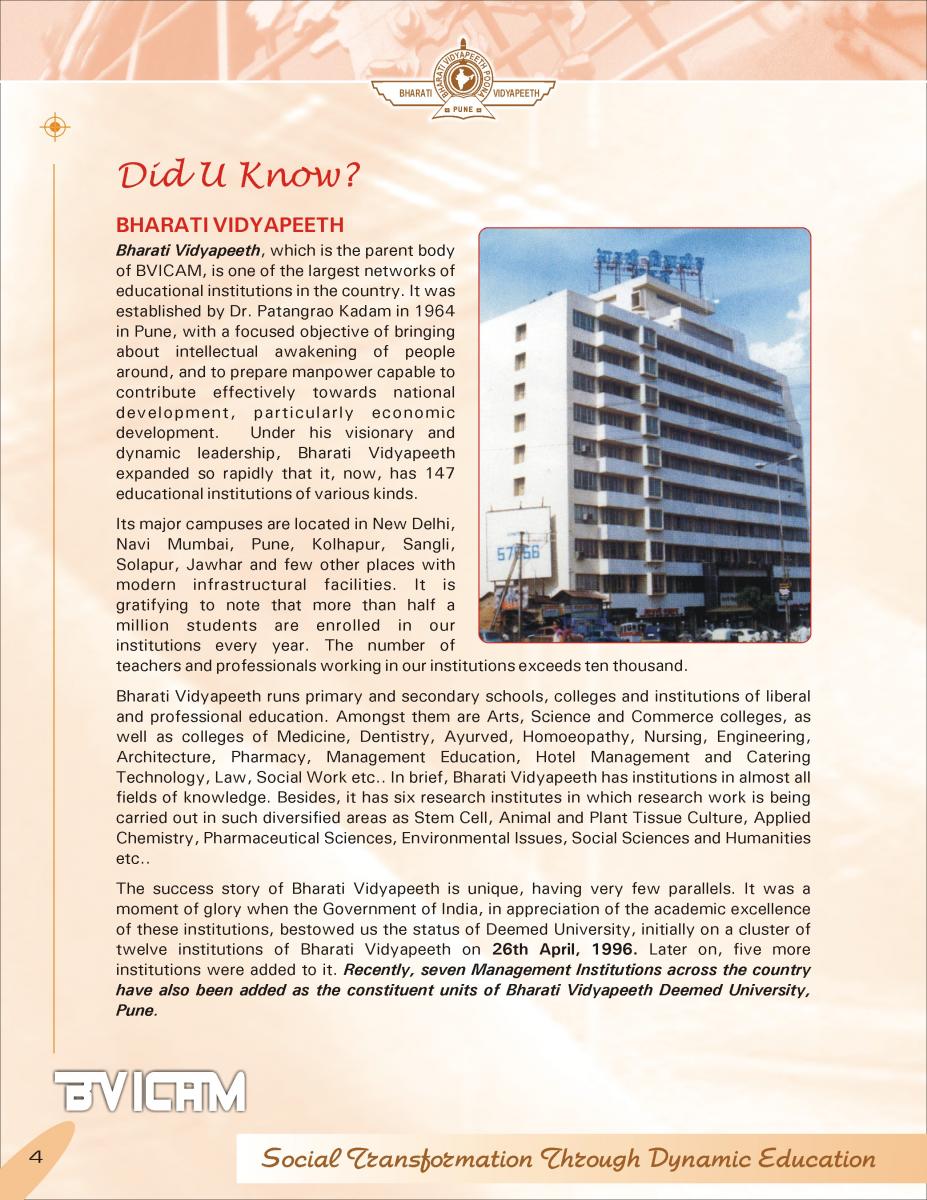 BHARATI VIDYAPEETH POONA
BHARATI VIDYAPEETH
PUNE
Did U Know?
BHARATI VIDYAPEETH
Bharati Vidyapeeth, which is the parent body
of BVICAM, is one of the largest networks of
educational institutions in the country. It was
established by Dr. Patangrao Kadam in 1964
in Pune, with a focused objective of bringing
about intellectual awakening of people
around, and to prepare manpower capable to
contribute effectively towards national
development, particularly economic
development. Under his visionary and
dynamic leadership, Bharati Vidyapeeth
expanded so rapidly that it, now, has 147
educational institutions of various kinds.
Its major campuses are located in New Delhi,
Navi Mumbai, Pune, Kolhapur, Sangli,
Solapur, Jawhar and few other places with
modern infrastructural facilities. It is
gratifying to note that more than half a
million students are enrolled in our
institutions every year. The number of
teachers and professionals working in our institutions exceeds ten thousand.
Bharati Vidyapeeth runs primary and secondary schools, colleges and institutions of liberal
and professional education. Amongst them are Arts, Science and Commerce colleges, as
well as colleges of Medicine, Dentistry, Ayurved, Homoeopathy, Nursing, Engineering,
Architecture, Pharmacy, Management Education, Hotel Management and Catering
Technology, Law, Social Work etc.. In brief, Bharati Vidyapeeth has institutions in almost all
fields of knowledge. Besides, it has six research institutes in which research work is being
carried out in such diversified areas as Stem Cell, Animal and Plant Tissue Culture, Applied
Chemistry, Pharmaceutical Sciences, Environmental Issues, Social Sciences and Humanities
etc..
The success story of Bharati Vidyapeeth is unique, having very few parallels. It was a
moment of glory when the Government of India, in appreciation of the academic excellence
of these institutions, bestowed us the status of Deemed University, initially on a cluster of
twelve institutions of Bharati Vidyapeeth on 26th April, 1996. Later on, five more
institutions were added to it. Recently, seven Management Institutions across the country
have also been added as the constituent units of Bharati Vidyapeeth Deemed University,
Pune.
BVICAM
4
Social Transformation Through Dynamic Education